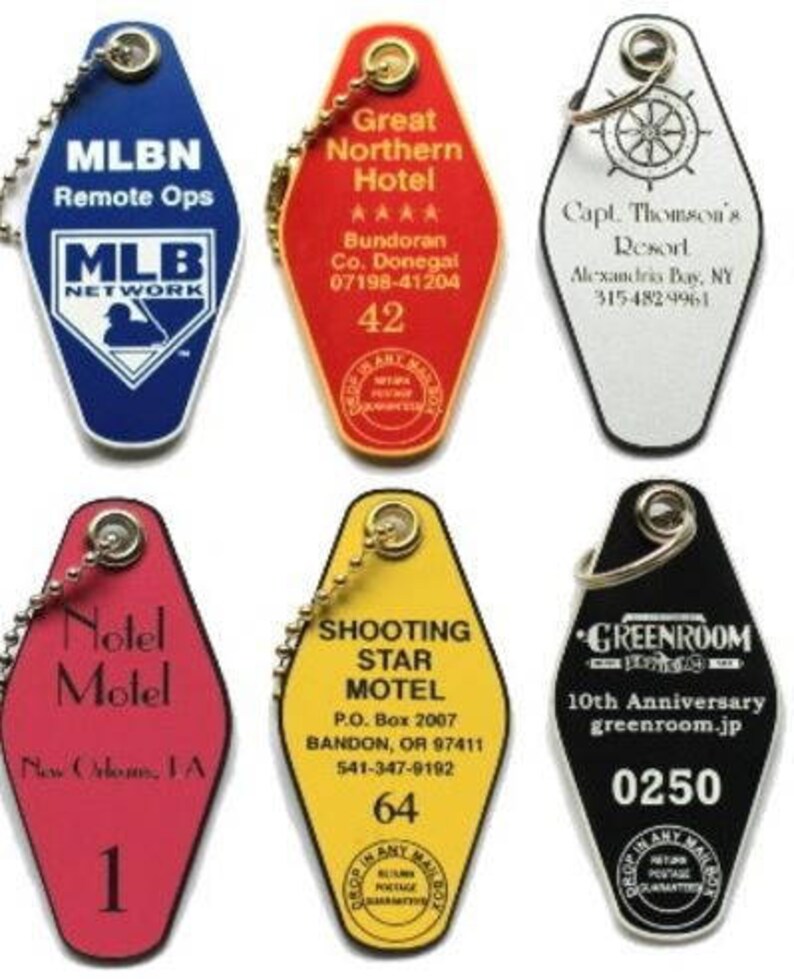 MLBN
Remote Ops
MLB
NETWORK
TM
Great
Northern
Hotel
Bundoran
Co. Donegal
07198-41204
42
DROP IN ANY MAILBOX
RETURN
POSTAGE
GUARANTEED
Capt. Thomson's
Resort
Alexandria Bay, NY
315-482-9961
Notel
Motel
New Orleans, LA
1
SHOOTING
STAR
MOTEL
P.O. Box 2007
BANDON, OR 97411
541-347-9192
64
DROP IN ANY MAILBOX
RETURN
POSTAGE
GUARANTEED
GREENROOM
10th Anniversary
greenroom.jp
0250
DROP IN ANY MAILBOX
RETURN
POSTAGE
GUARANTEED